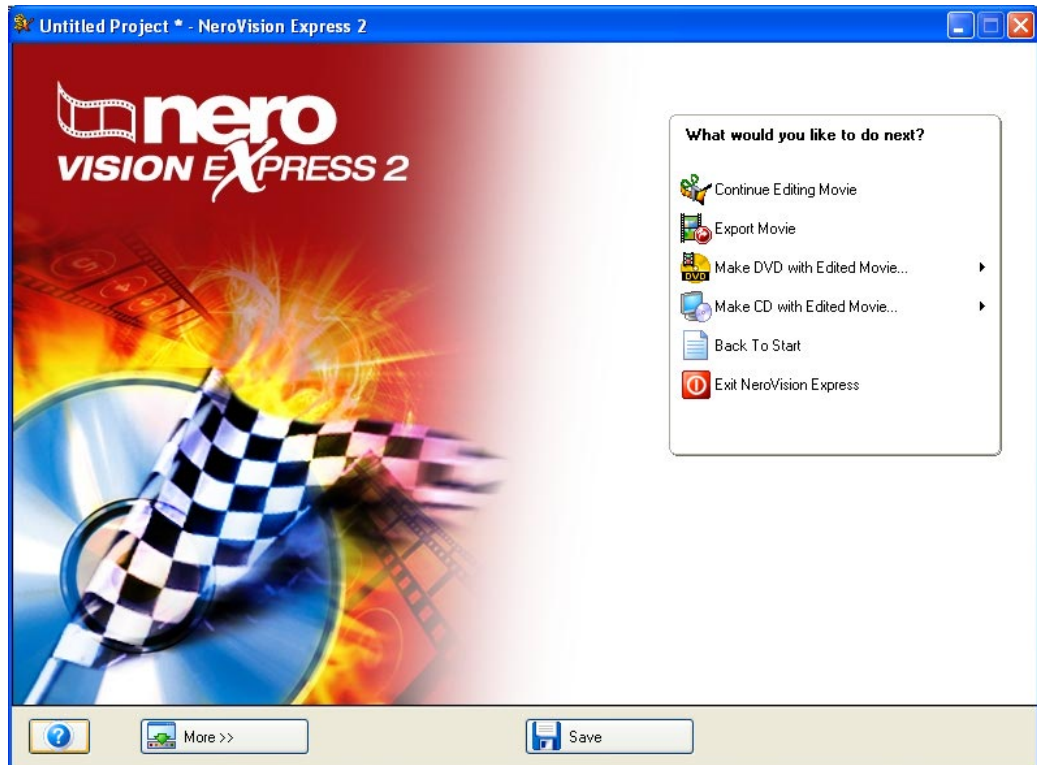 Untitled Project * - NeroVision Express 2
nero
VISION EXPRESS 2
What would you like to do next?
Continue Editing Movie
Export Movie
DVD
Make DVD with Edited Movie...
Make CD with Edited Movie...
Back To Start
Exit NeroVision Express
?
More >>
Save